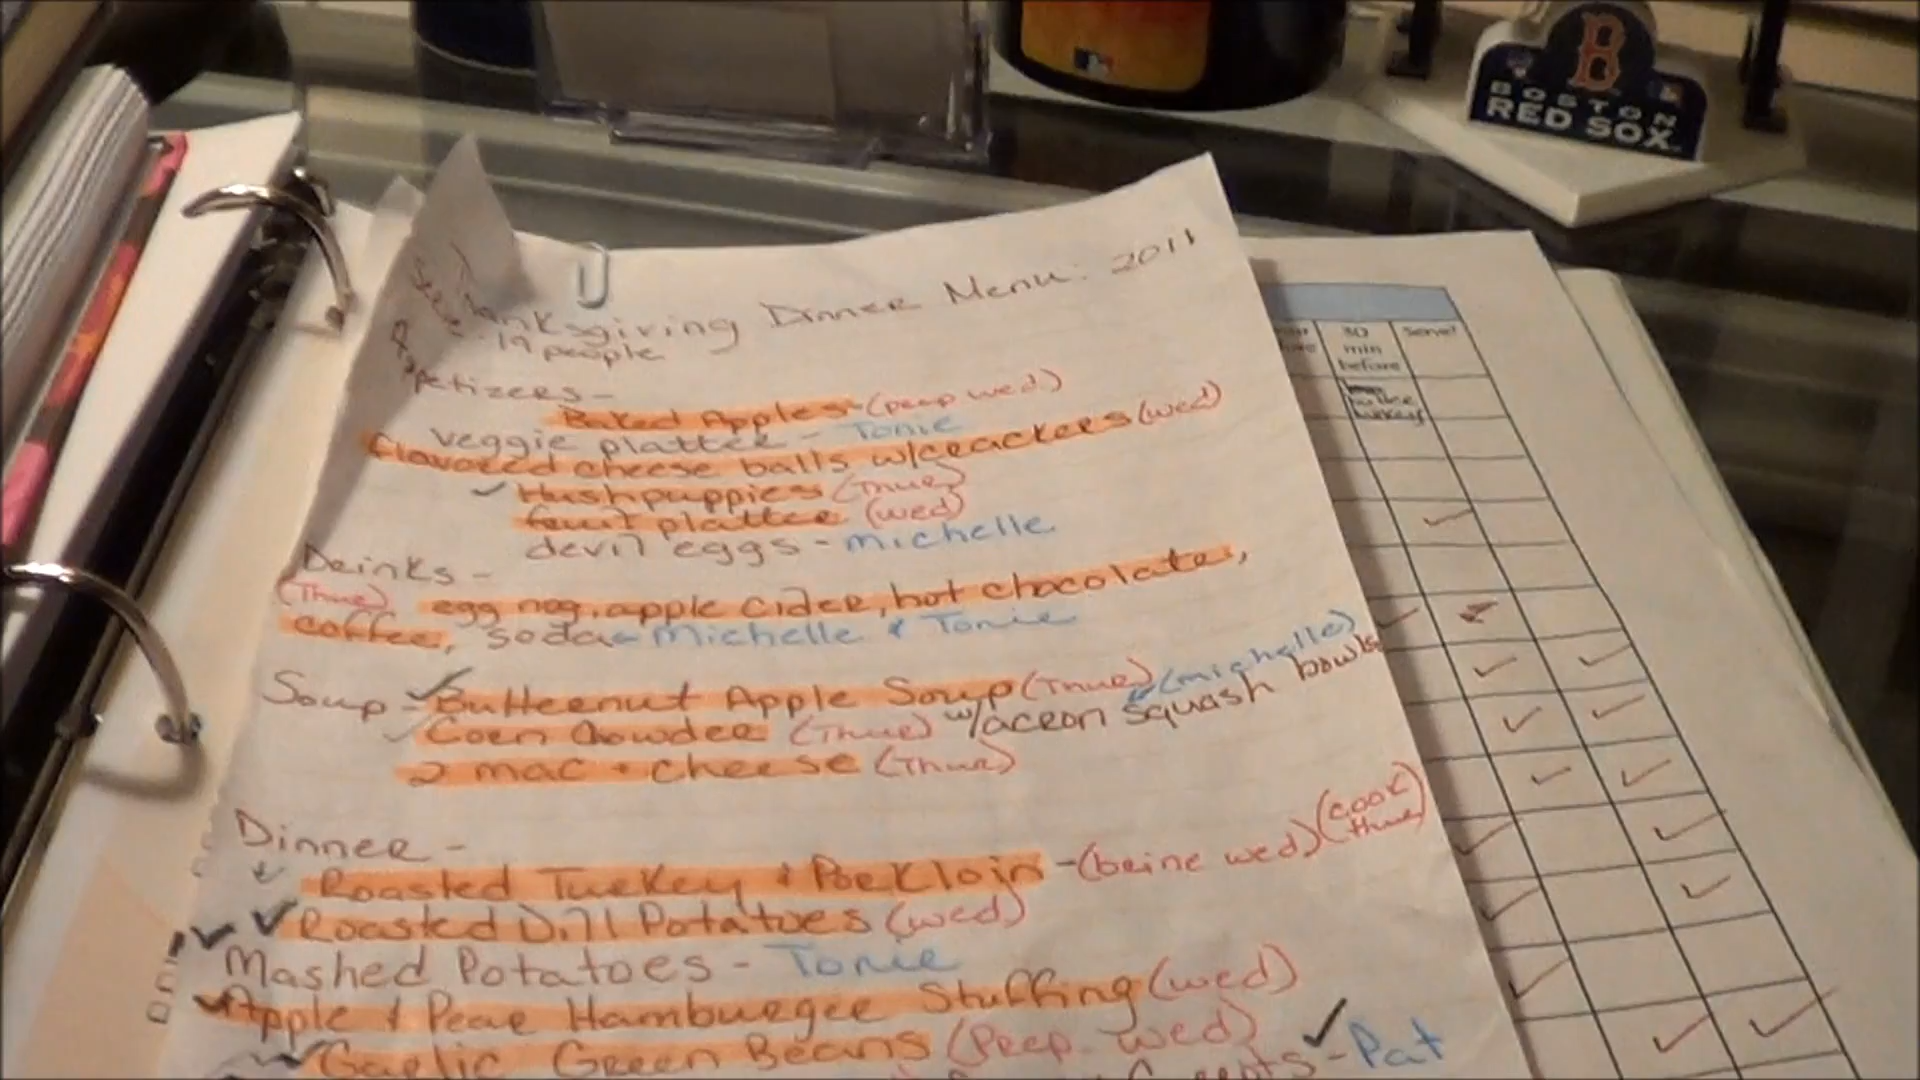 Thanksgiving Dinner Menu: 2011
19 people
Appetizers -
Baked Apples - (prep wed)
Veggie platter - Tonie
flavored cheese balls w/crackers (wed)
Hushpuppies (Thur)
fruit platter (wed)
devil eggs - michelle
Drinks -
(Thur) egg nog, apple cider, hot chocolate,
coffee, soda - Michelle & Tonie
Soup - Butternut Apple Soup (Thur) (michelle)
Corn Chowder (Thur) w/acron squash bowls
2 mac + cheese (Thur)
Dinner -
Roasted Turkey & Porkloin - (brine wed) (cook thur)
Roasted Dill Potatoes (wed)
Mashed Potatoes - Tonie
Apple & Pear Hamburger Stuffing (wed)
Garlic Green Beans (Prep wed)
- Pat
30
min
before
Serve!
turkey
B
BOSTON
RED SOX